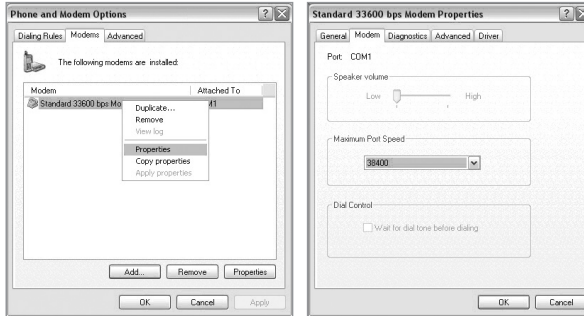 Phone and Modem Options
Dialing Rules Modems Advanced
The following modems are installed:
Modem Attached To
Standard 33600 bps Mo
Duplicate...
Remove
View log
Properties
Copy properties
Apply properties
Add... Remove Properties
OK Cancel Apply
Standard 33600 bps Modem Properties
General Modem Diagnostics Advanced Driver
Port: COM1
Speaker volume
Low High
Maximum Port Speed
38400
Dial Control
Wait for dial tone before dialing
OK Cancel